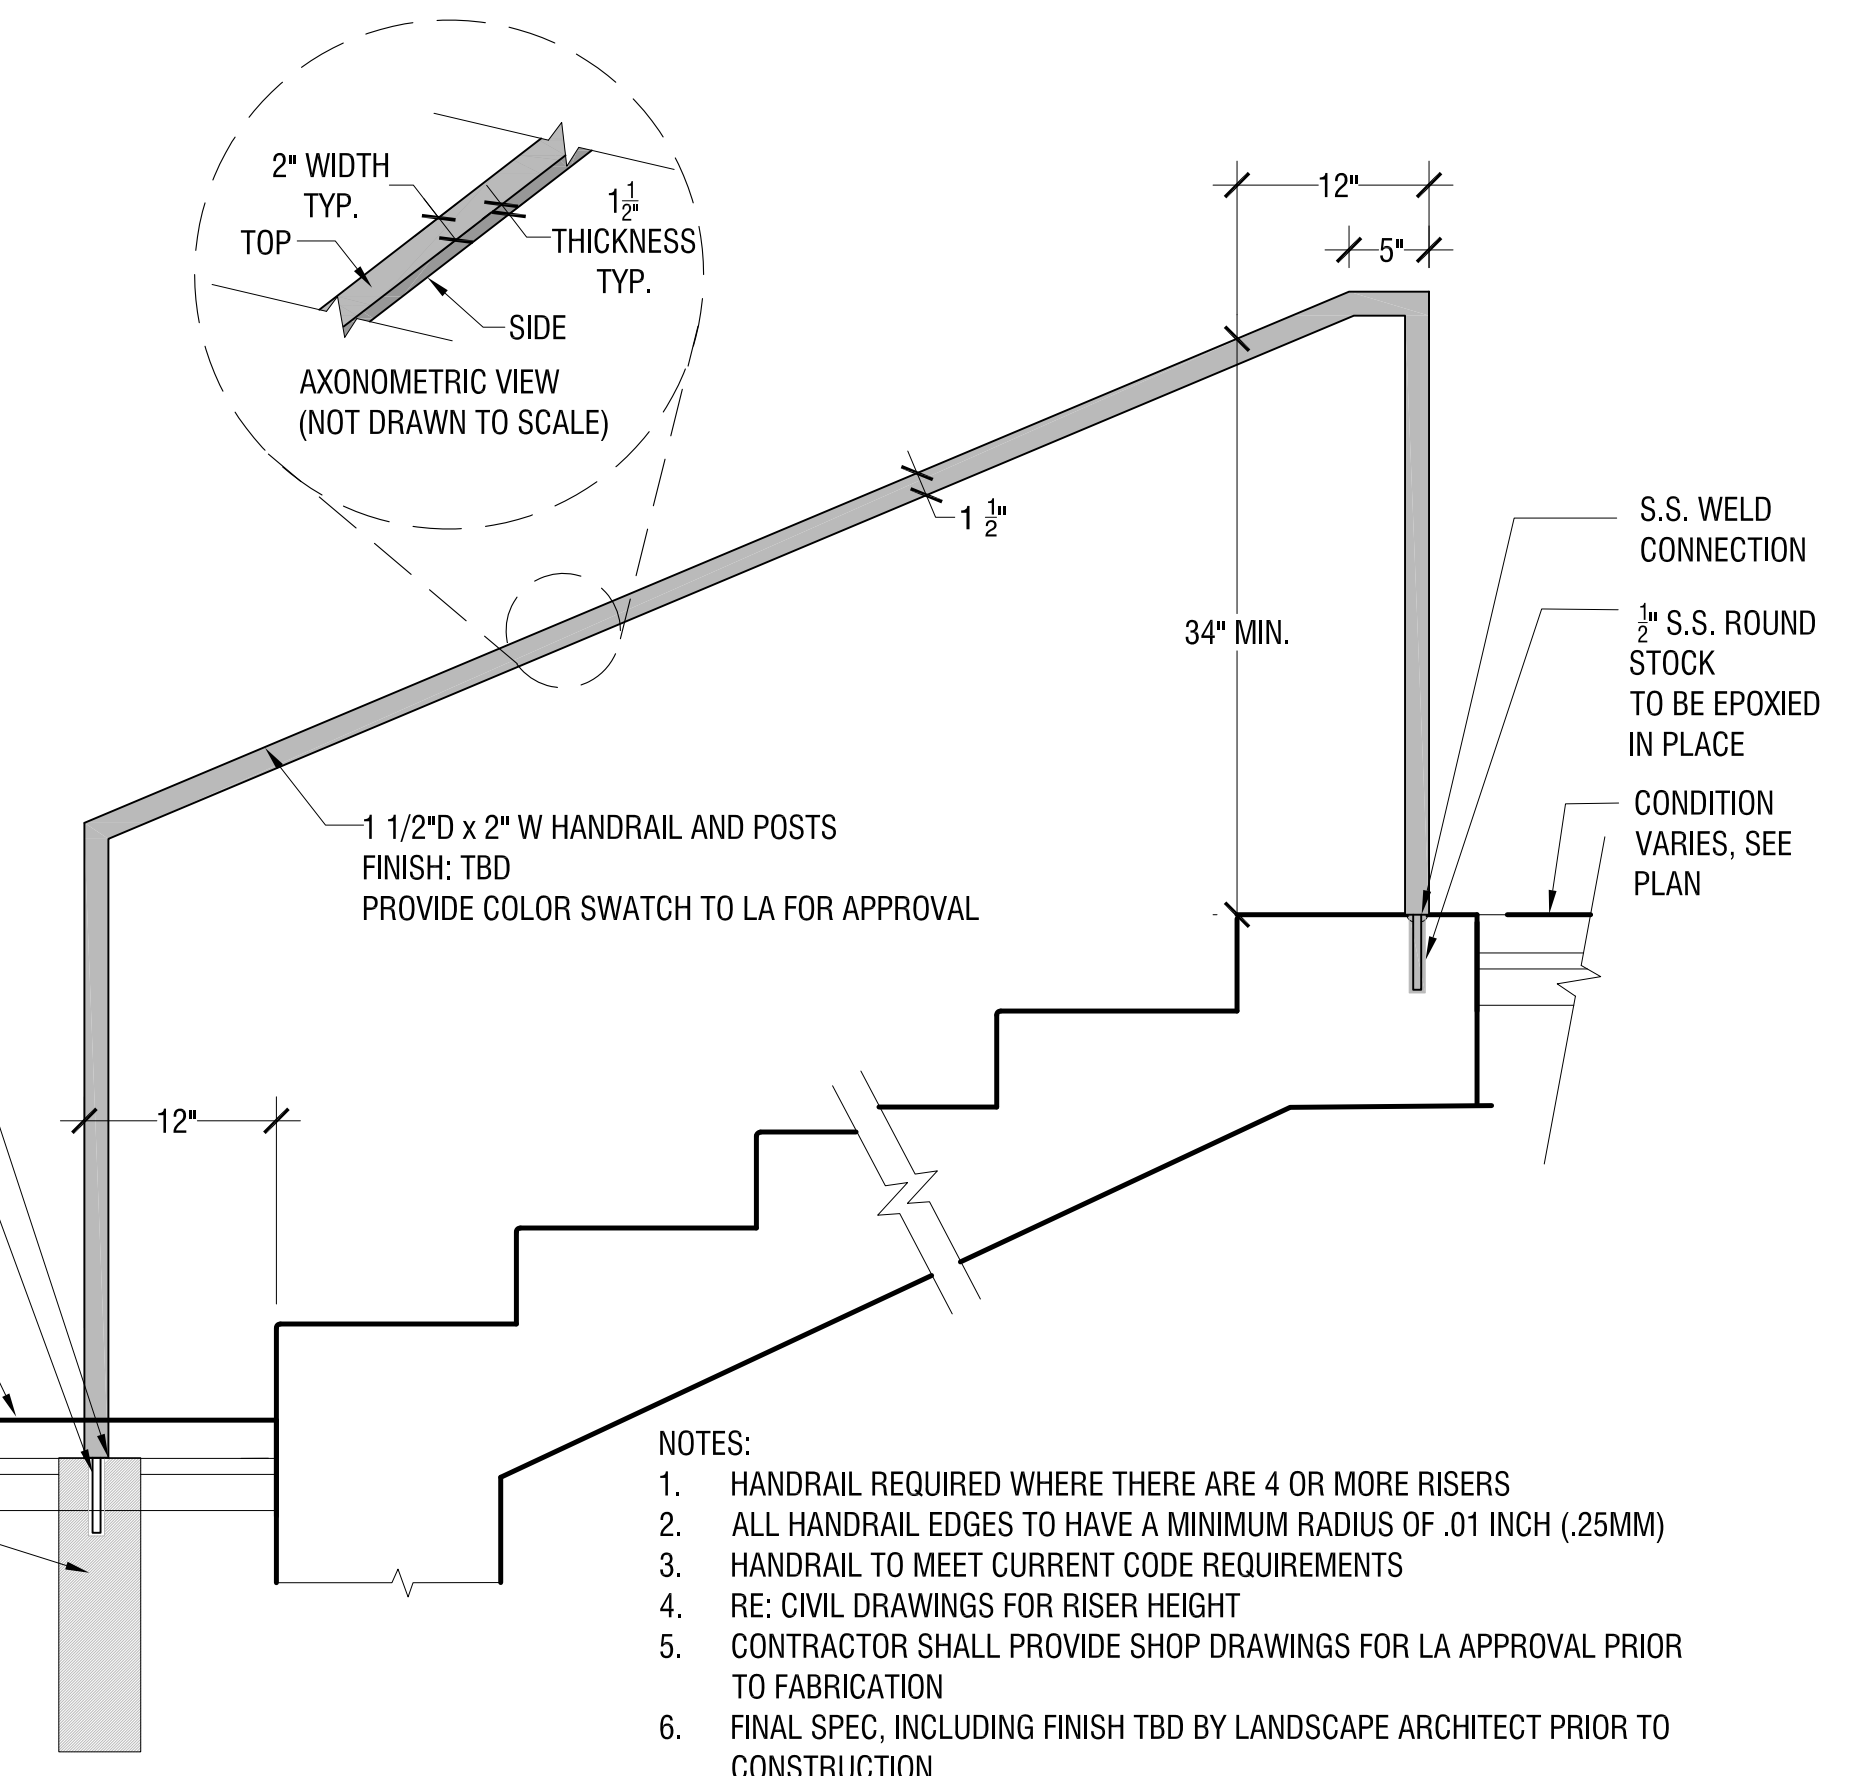 2" WIDTH
TYP.
TOP
1 1/2"
THICKNESS
TYP.
SIDE
AXONOMETRIC VIEW
(NOT DRAWN TO SCALE)
12"
5"
1 1/2"
34" MIN.
S.S. WELD
CONNECTION
1/2" S.S. ROUND
STOCK
TO BE EPOXIED
IN PLACE
CONDITION
VARIES, SEE
PLAN
1 1/2"D x 2" W HANDRAIL AND POSTS
FINISH: TBD
PROVIDE COLOR SWATCH TO LA FOR APPROVAL
12"
NOTES:
1. HANDRAIL REQUIRED WHERE THERE ARE 4 OR MORE RISERS
2. ALL HANDRAIL EDGES TO HAVE A MINIMUM RADIUS OF .01 INCH (.25MM)
3. HANDRAIL TO MEET CURRENT CODE REQUIREMENTS
4. RE: CIVIL DRAWINGS FOR RISER HEIGHT
5. CONTRACTOR SHALL PROVIDE SHOP DRAWINGS FOR LA APPROVAL PRIOR
TO FABRICATION
6. FINAL SPEC, INCLUDING FINISH TBD BY LANDSCAPE ARCHITECT PRIOR TO
CONSTRUCTION